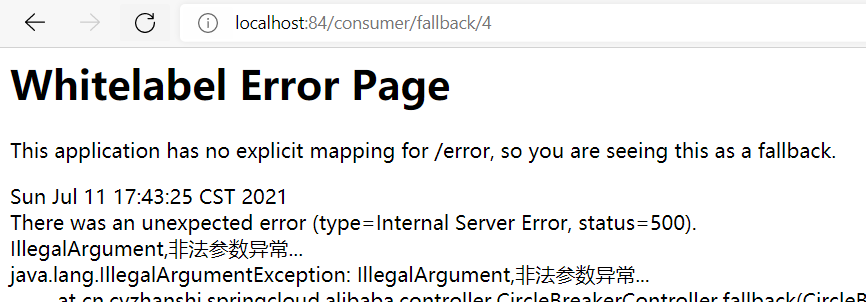 localhost:84/consumer/fallback/4
Whitelabel Error Page
This application has no explicit mapping for /error, so you are seeing this as a fallback.
Sun Jul 11 17:43:25 CST 2021
There was an unexpected error (type=Internal Server Error, status=500).
IllegalArgument,非法参数异常...
java.lang.IllegalArgumentException: IllegalArgument,非法参数异常...
at cn.cvzhanshi.springcloud.alibaba.controller.CircleBreakerController.fallback(CircleB